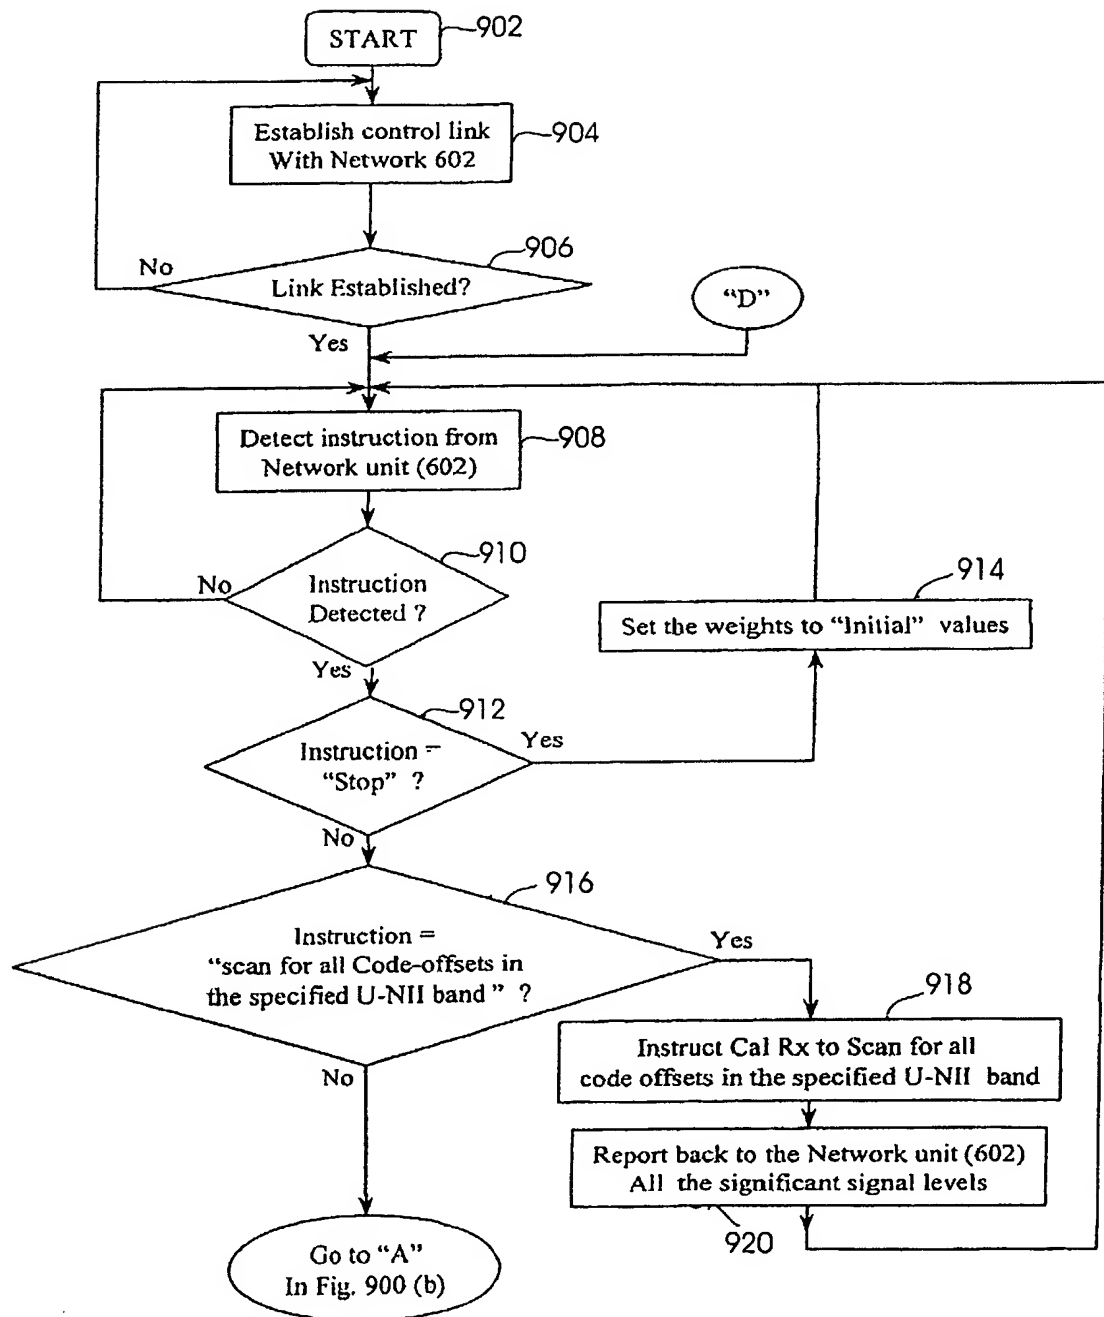 START
902
Establish control link
With Network 602
904
906
No
Link Established?
"D"
Yes
Detect instruction from
Network unit (602)
908
910
No
Instruction
Detected ?
914
Set the weights to "Initial" values
Yes
912
Yes
Instruction =
"Stop" ?
No
916
Instruction =
"scan for all Code-offsets in
the specified U-NII band" ?
Yes
918
Instruct Cal Rx to Scan for all
code offsets in the specified U-NII band
No
Report back to the Network unit (602)
All the significant signal levels
920
Go to "A"
In Fig. 900 (b)